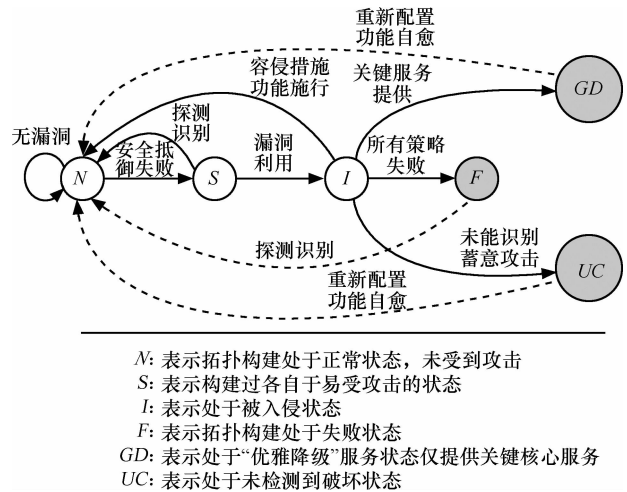 重新配置
功能自愈
容侵措施
功能施行
关键服务
提供
GD
探测
识别
无漏洞
安全抵
御失败
漏洞
利用
所有策略
失败
N
S
I
F
探测识别
未能识别
蓄意攻击
重新配置
功能自愈
UC
N: 表示拓扑构建处于正常状态，未受到攻击
S: 表示构建过各自于易受攻击的状态
I: 表示处于被入侵状态
F: 表示拓扑构建处于失败状态
GD: 表示处于“优雅降级”服务状态仅提供关键核心服务
UC: 表示处于未检测到破坏状态